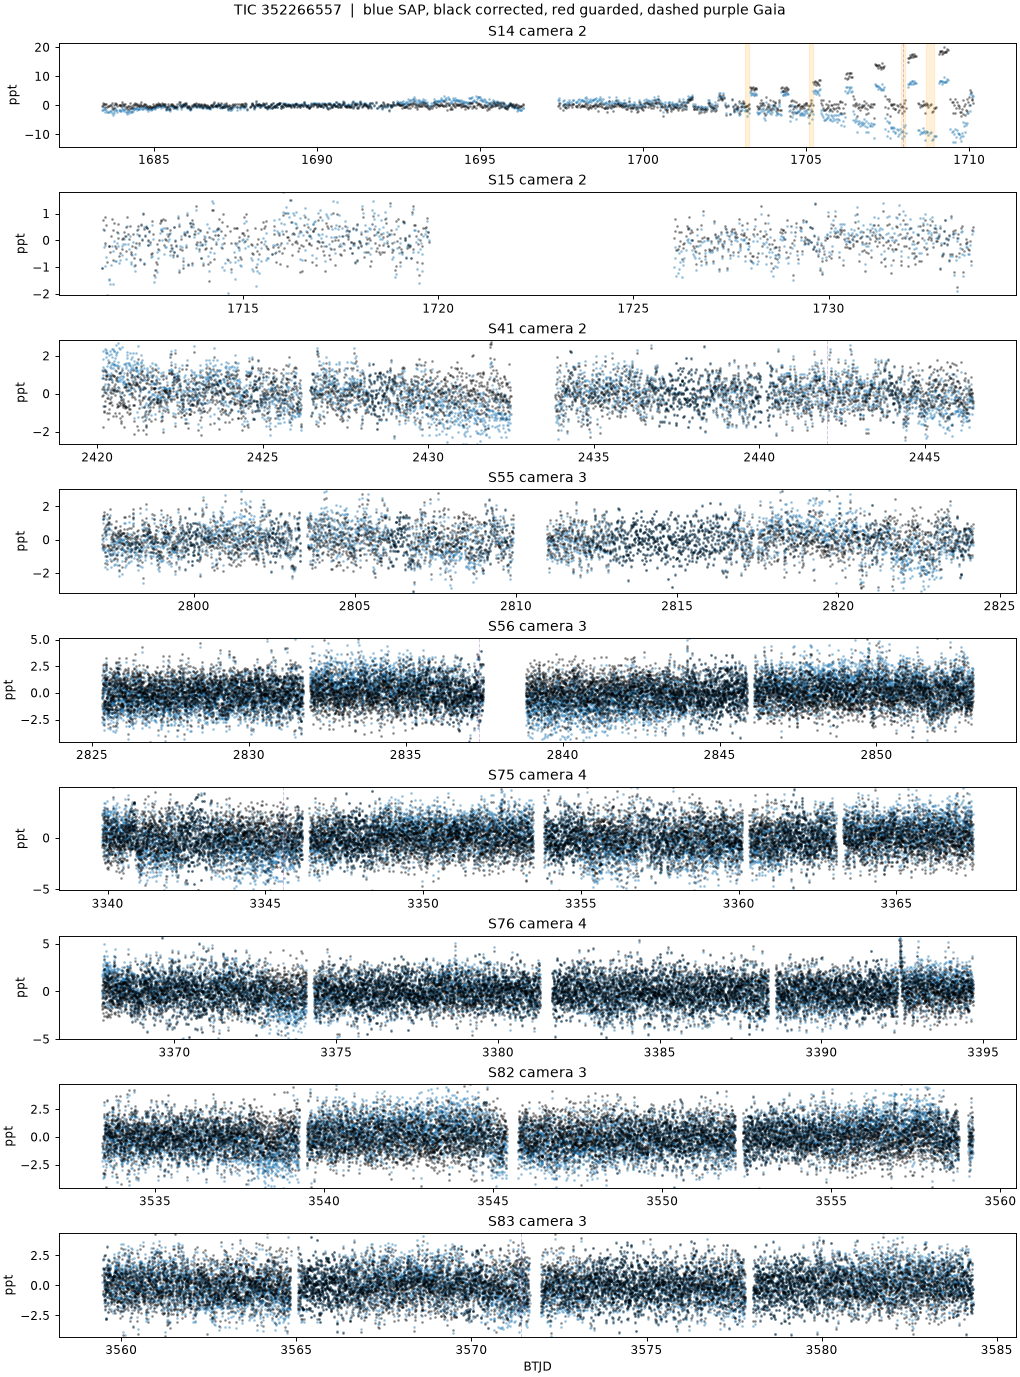 TIC 352266557 | blue SAP, black corrected, red guarded, dashed purple Gaia
S14 camera 2
ppt
20
10
0
−10
1685 1690 1695 1700 1705 1710
S15 camera 2
ppt
1
0
−1
−2
1715 1720 1725 1730
S41 camera 2
ppt
2
0
−2
2420 2425 2430 2435 2440 2445
S55 camera 3
ppt
2
0
−2
2800 2805 2810 2815 2820 2825
S56 camera 3
ppt
5.0
2.5
0.0
−2.5
2825 2830 2835 2840 2845 2850
S75 camera 4
ppt
0
−5
3340 3345 3350 3355 3360 3365
S76 camera 4
ppt
5
0
−5
3370 3375 3380 3385 3390 3395
S82 camera 3
ppt
2.5
0.0
−2.5
3535 3540 3545 3550 3555 3560
S83 camera 3
ppt
2.5
0.0
−2.5
3560 3565 3570 3575 3580 3585
BTJD